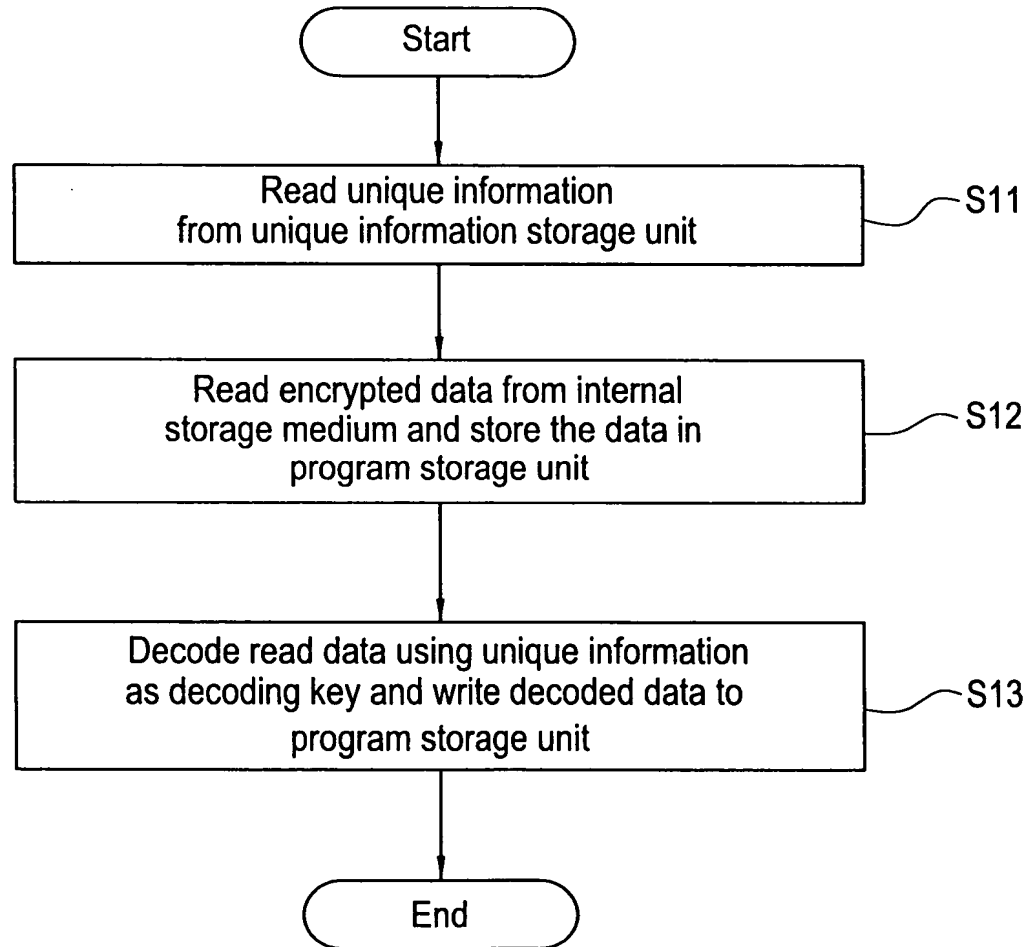 Start
Read unique information
from unique information storage unit
S11
Read encrypted data from internal
storage medium and store the data in
program storage unit
S12
Decode read data using unique information
as decoding key and write decoded data to
program storage unit
S13
End